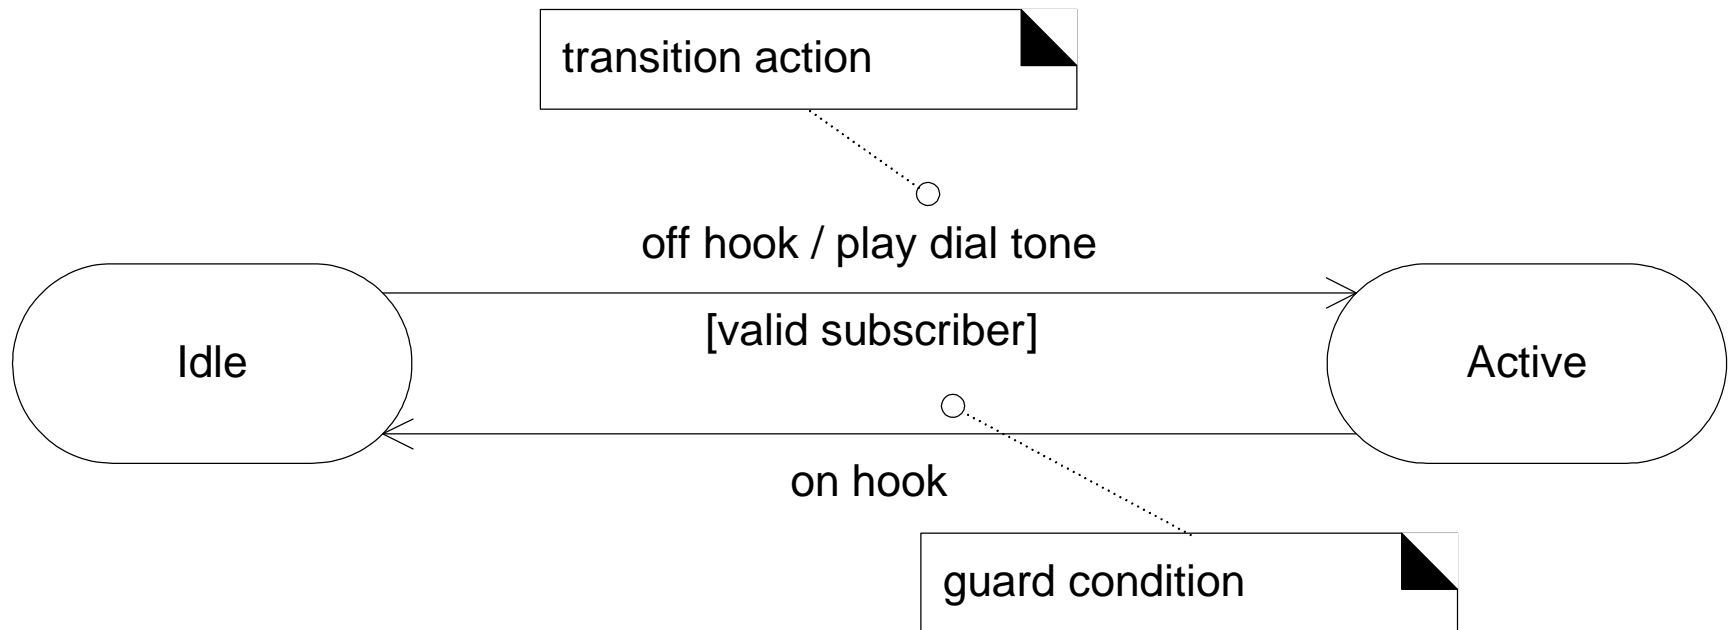 transition action
off hook / play dial tone
[valid subscriber]
Idle
Active
on hook
guard condition